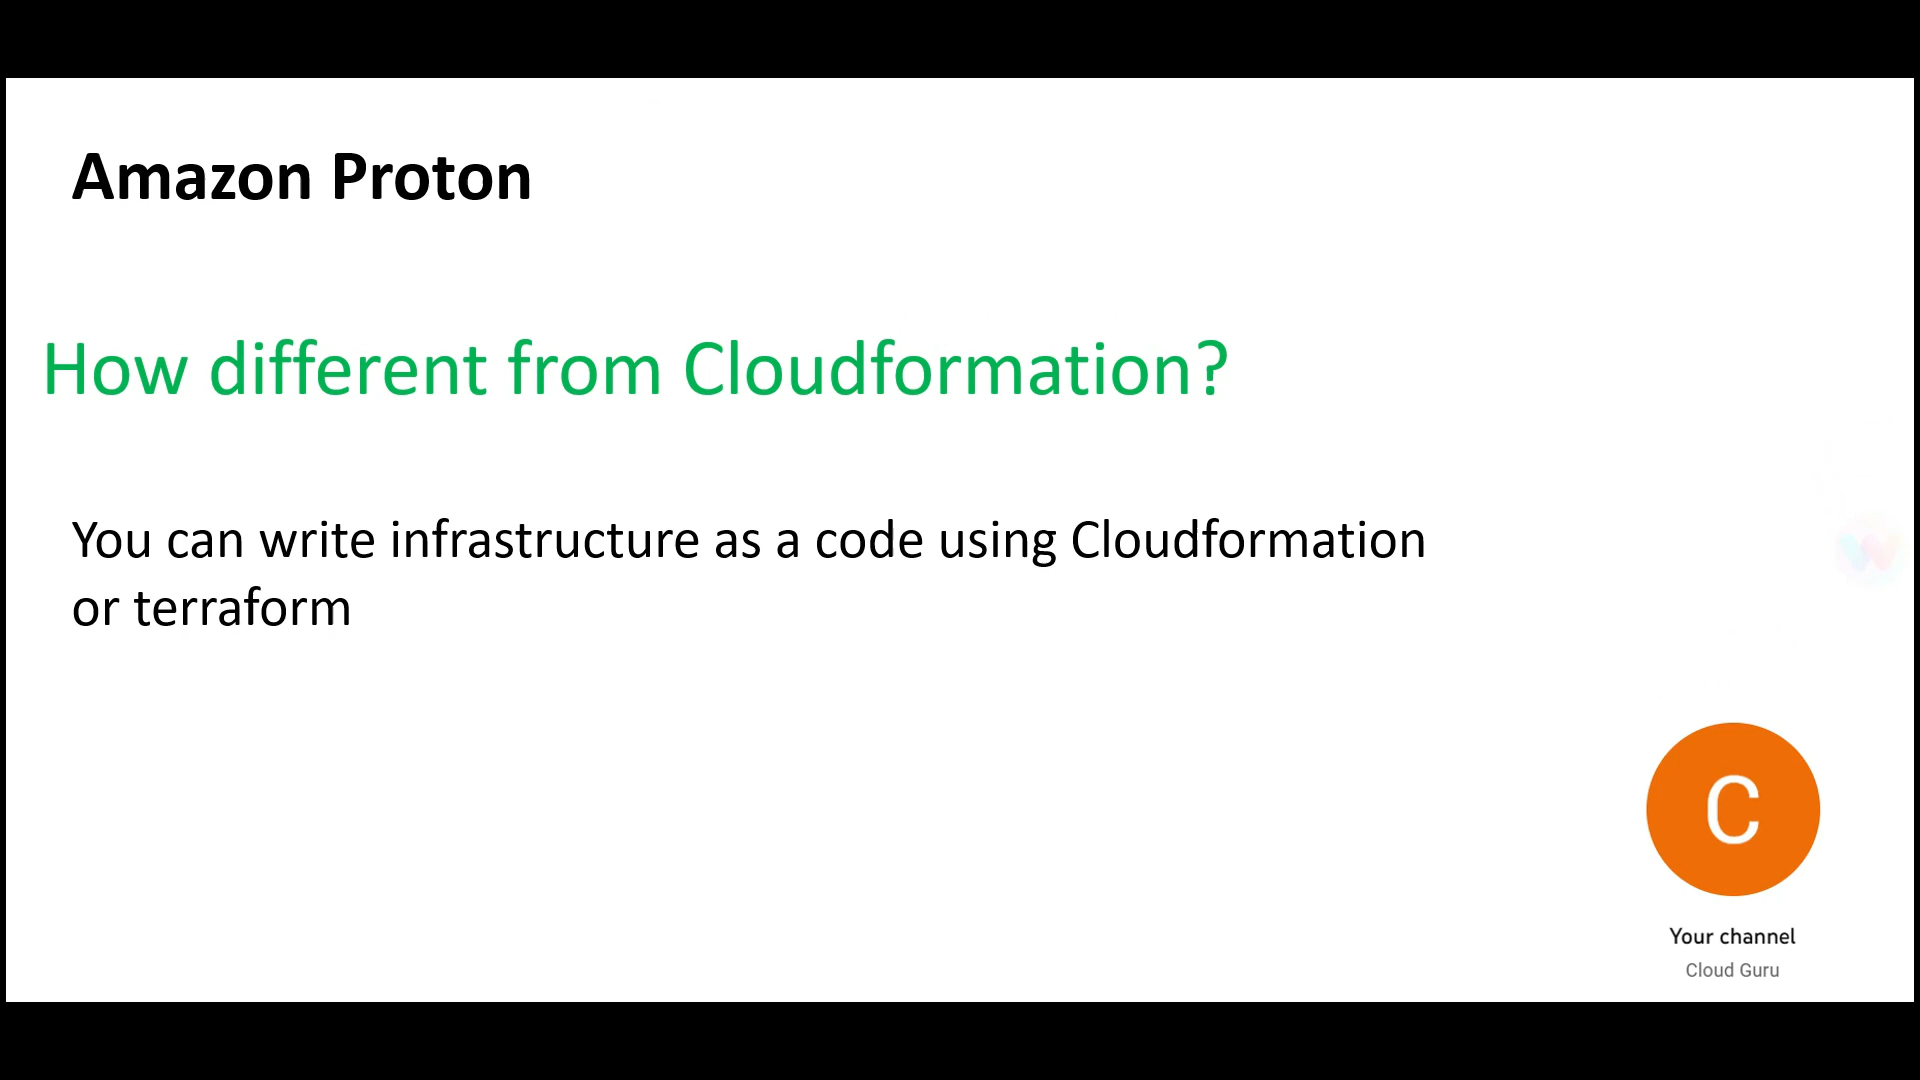 Amazon Proton
How different from Cloudformation?
You can write infrastructure as a code using Cloudformation
or terraform
C
Your channel
Cloud Guru